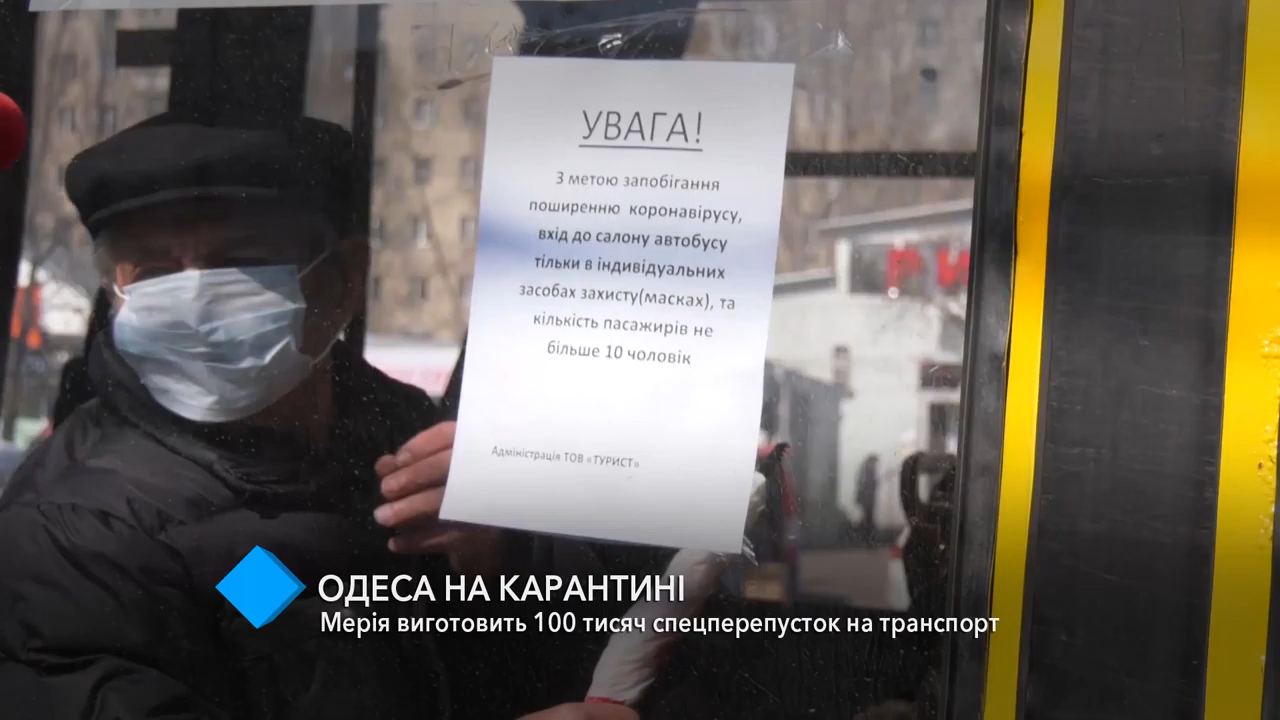 УВАГА!
З метою запобігання
поширенню коронавірусу,
вхід до салону автобусу
тільки в індивідуальних
засобах захисту(масках), та
кількість пасажирів не
більше 10 чоловік
Адміністрація ТОВ «ТУРИСТ»
ОДЕСА НА КАРАНТИНІ
Мерія виготовить 100 тисяч спецперепусток на транспорт